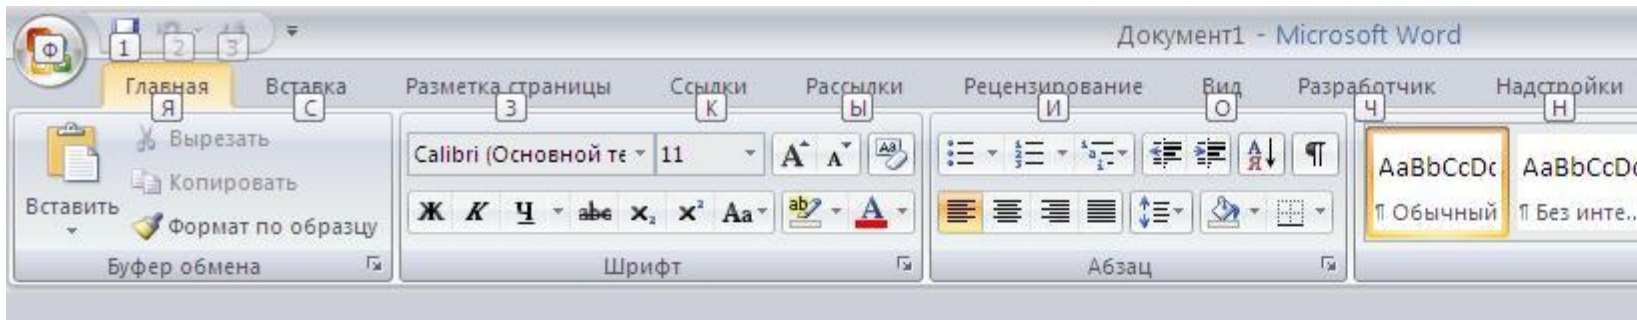 Документ1 - Microsoft Word
Ф 1 2 3
Главная Вставка Разметка страницы Ссылки Рассылки Рецензирование Вид Разработчик Надстройки
Я С З К Ы И О Ч Н
Вырезать
Calibri (Основной те 11 A A Aa
Копировать
AaBbCcDc AaBbCcDc
Вставить
Ж К Ч abc x₂ x² Aa ab A
¶ Обычный ¶ Без инте...
Формат по образцу
Буфер обмена Шрифт Абзац